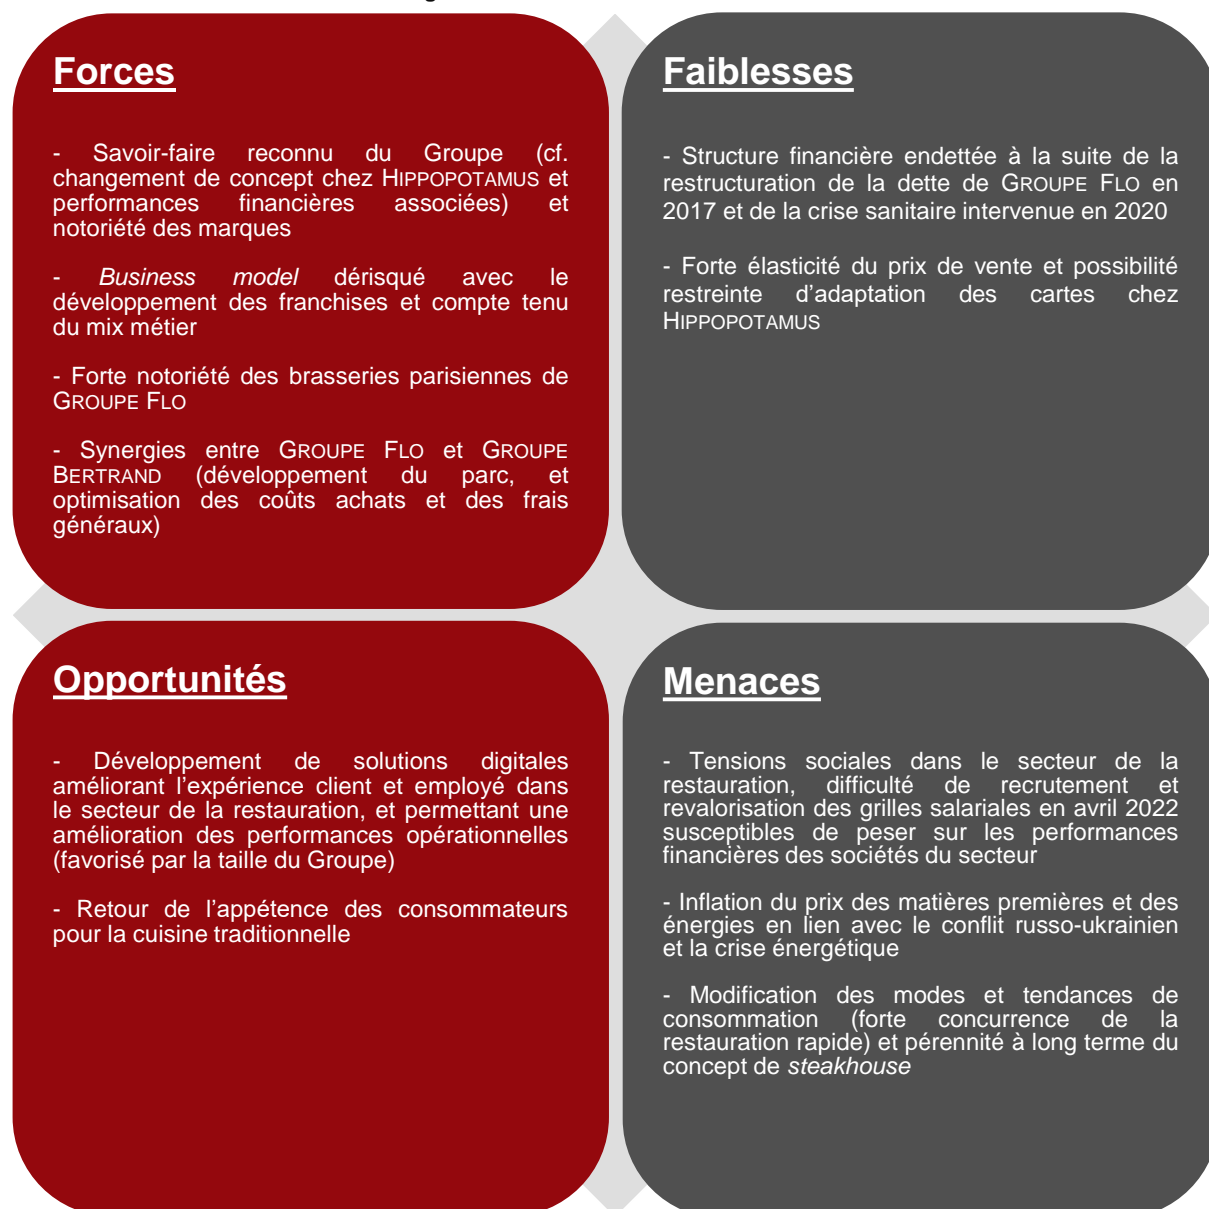 Forces
- Savoir-faire reconnu du Groupe (cf.
changement de concept chez HIPPOPOTAMUS et
performances financières associées) et
notoriété des marques
- Business model dérisqué avec le
développement des franchises et compte tenu
du mix métier
- Forte notoriété des brasseries parisiennes de
GROUPE FLO
- Synergies entre GROUPE FLO et GROUPE
BERTRAND (développement du parc, et
optimisation des coûts achats et des frais
généraux)
Faiblesses
- Structure financière endettée à la suite de la
restructuration de la dette de GROUPE FLO en
2017 et de la crise sanitaire intervenue en 2020
- Forte élasticité du prix de vente et possibilité
restreinte d’adaptation des cartes chez
HIPPOPOTAMUS
Opportunités
- Développement de solutions digitales
améliorant l’expérience client et employé dans
le secteur de la restauration, et permettant une
amélioration des performances opérationnelles
(favorisé par la taille du Groupe)
- Retour de l’appétence des consommateurs
pour la cuisine traditionnelle
Menaces
- Tensions sociales dans le secteur de la
restauration, difficulté de recrutement et
revalorisation des grilles salariales en avril 2022
susceptibles de peser sur les performances
financières des sociétés du secteur
- Inflation du prix des matières premières et des
énergies en lien avec le conflit russo-ukrainien
et la crise énergétique
- Modification des modes et tendances de
consommation (forte concurrence de la
restauration rapide) et pérennité à long terme du
concept de steakhouse